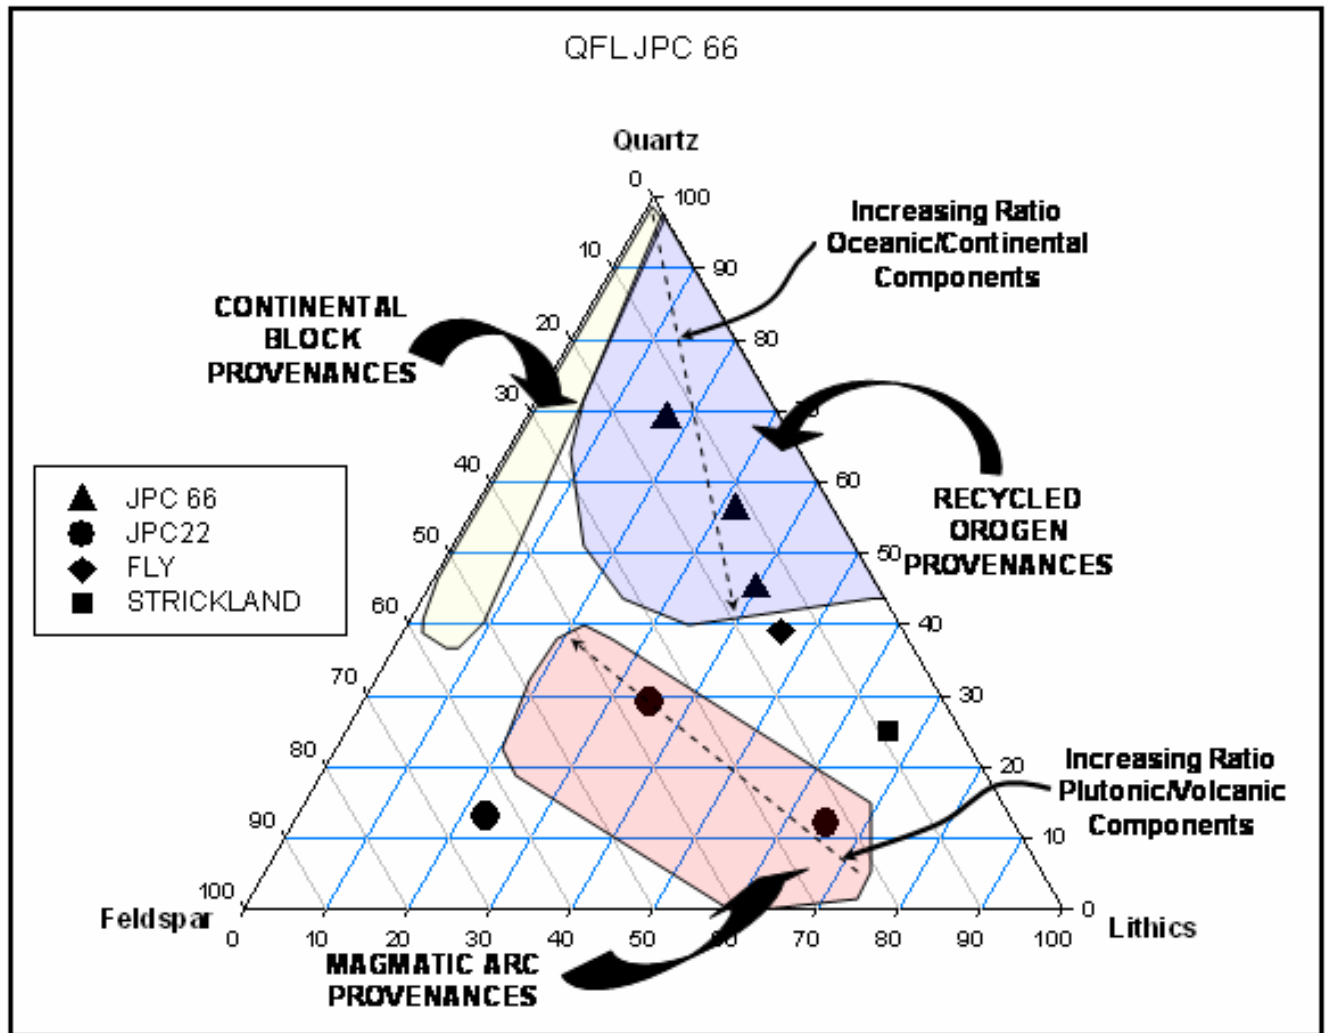 QFL JPC 66
Quartz
0
100
Increasing Ratio
Oceanic/Continental
Components
10
90
CONTINENTAL
BLOCK
PROVENANCES
20
80
30
40
60
JPC 66
JPC22
FLY
STRICKLAND
RECYCLED
OROGEN
PROVENANCES
50
50
60
40
70
30
80
20
Increasing Ratio
Plutonic/Volcanic
Components
90
10
100
0
Feldspar
Lithics
0 10 20 30 40 50 60 70 80 90 100
MAGMATIC ARC
PROVENANCES